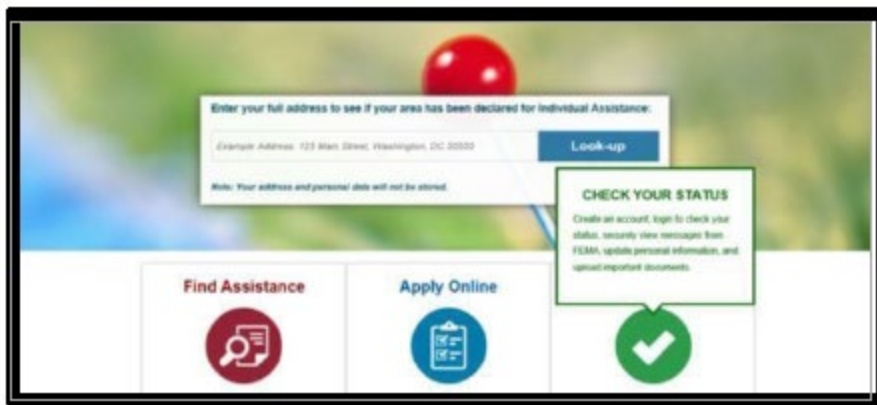 Enter your full address to see if your area has been declared for Individual Assistance:
Example Address: 123 Main Street, Washington, DC 20500
Look-up
Note: Your address and personal data will not be stored.
CHECK YOUR STATUS
Create an account, login to check your
status, securely view messages from
FEMA, update personal information, and
upload important documents.
Find Assistance
Apply Online